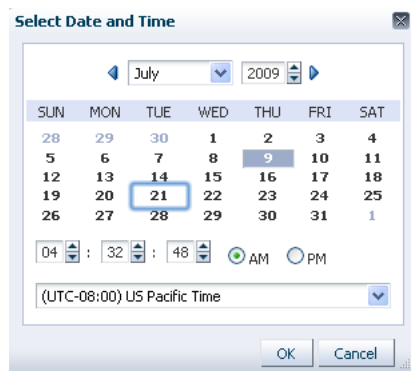 Select Date and Time
July 2009
SUN MON TUE WED THU FRI SAT
28 29 30 1 2 3 4
5 6 7 8 9 10 11
12 13 14 15 16 17 18
19 20 21 22 23 24 25
26 27 28 29 30 31 1
04 : 32 : 48 AM PM
(UTC-08:00) US Pacific Time
OK Cancel